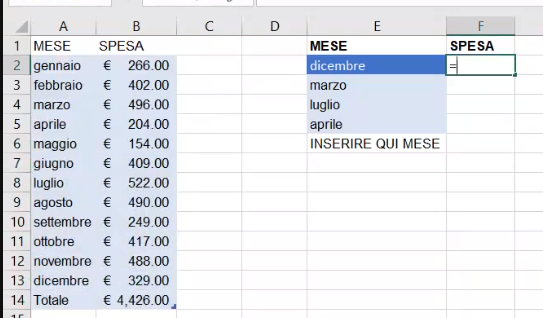 A B C D E F
1 MESE SPESA MESE SPESA
2 gennaio € 266.00 dicembre =
3 febbraio € 402.00 marzo
4 marzo € 496.00 luglio
5 aprile € 204.00 aprile
6 maggio € 154.00 INSERIRE QUI MESE
7 giugno € 409.00
8 luglio € 522.00
9 agosto € 490.00
10 settembre € 249.00
11 ottobre € 417.00
12 novembre € 488.00
13 dicembre € 329.00
14 Totale € 4,426.00